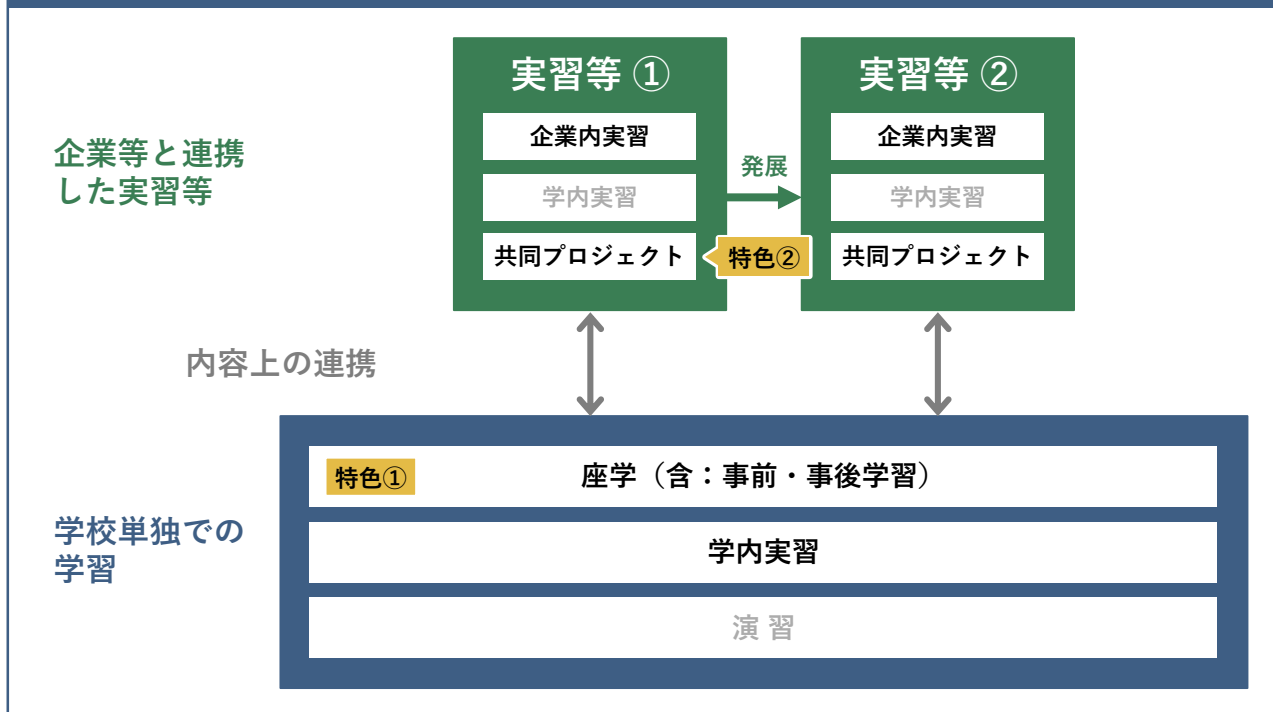 実習等 ①
企業内実習
学内実習
共同プロジェクト
発展
特色②
実習等 ②
企業内実習
学内実習
共同プロジェクト
企業等と連携
した実習等
内容上の連携
特色①
座学（含：事前・事後学習）
学内実習
演 習
学校単独での
学習